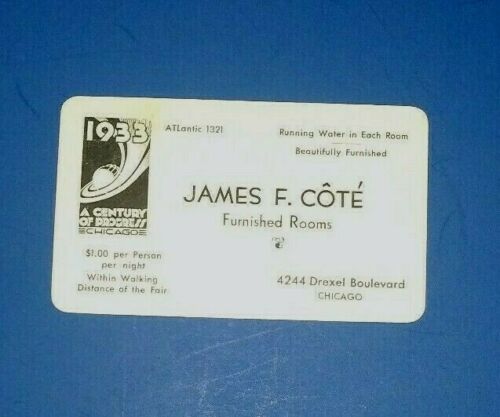 1933
A CENTURY
OF PROGRESS
CHICAGO
ATLantic 1321
Running Water in Each Room
Beautifully Furnished
JAMES F. CÔTÉ
Furnished Rooms
$1.00 per Person
per night
Within Walking
Distance of the Fair
4244 Drexel Boulevard
CHICAGO